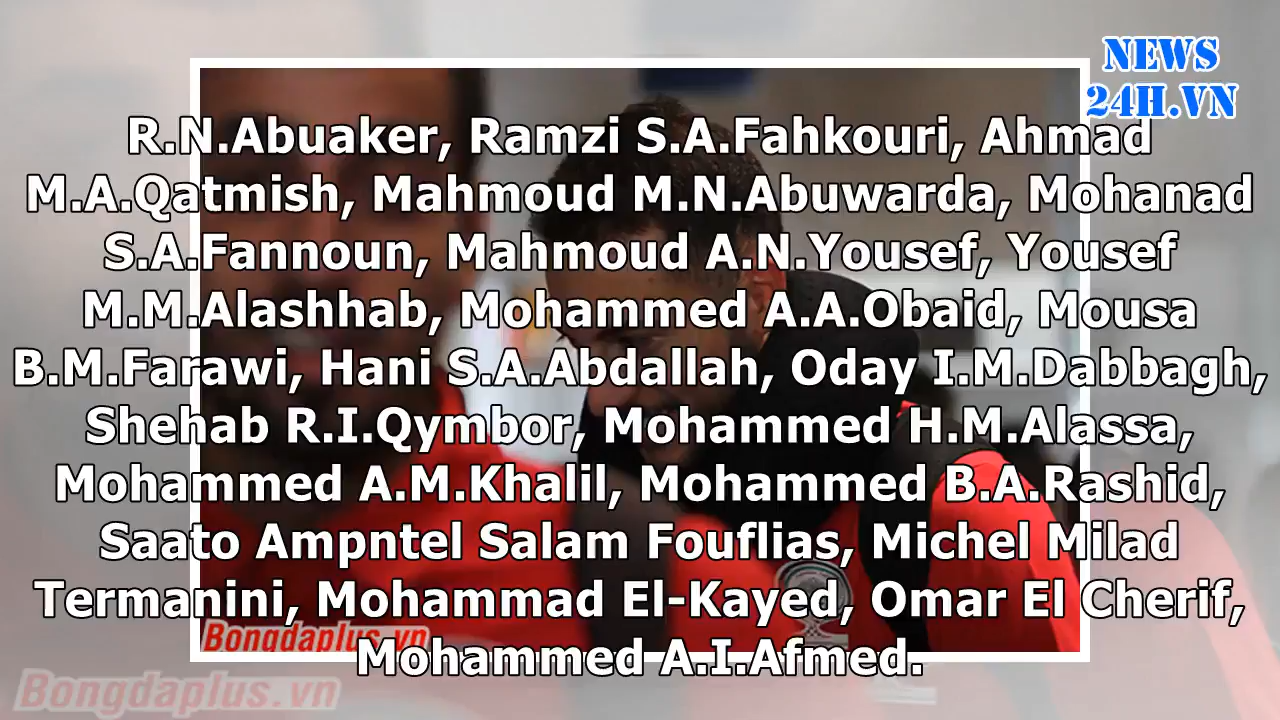 NEWS
24H.VN
R.N.Abuaker, Ramzi S.A.Fahkouri, Ahmad
M.A.Qatmish, Mahmoud M.N.Abuwarda, Mohanad
S.A.Fannoun, Mahmoud A.N.Yousef, Yousef
M.M.Alashhab, Mohammed A.A.Obaid, Mousa
B.M.Farawi, Hani S.A.Abdallah, Oday I.M.Dabbagh,
Shehab R.I.Qymbor, Mohammed H.M.Alassa,
Mohammed A.M.Khalil, Mohammed B.A.Rashid,
Saato Ampntel Salam Fouflias, Michel Milad
Termanini, Mohammad El-Kayed, Omar El Cherif,
Mohammed A.I.Afmed.
Bongdaplus.vn
Bongdaplus.vn